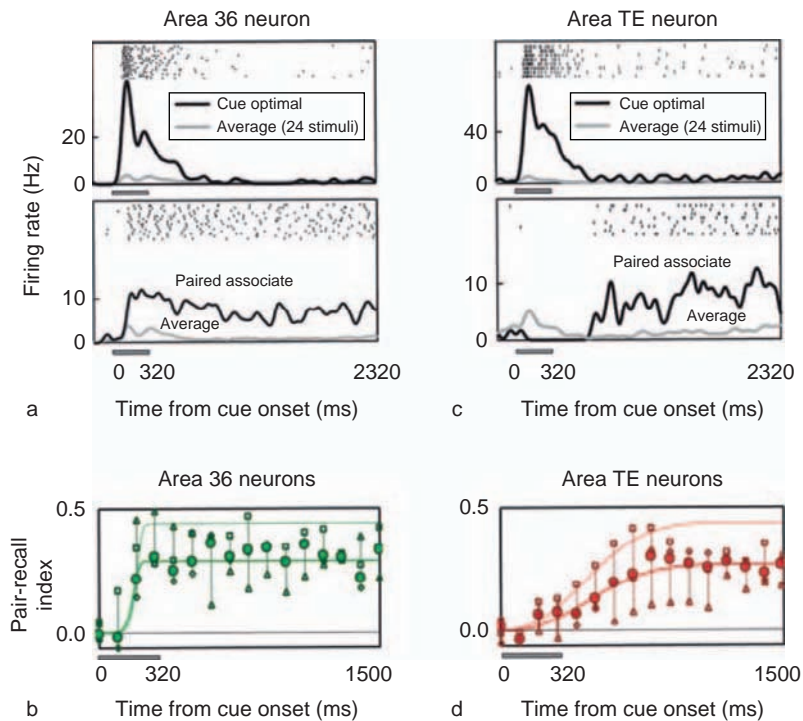 Area 36 neuron
Area TE neuron
Cue optimal
Average (24 stimuli)
20
0
Cue optimal
Average (24 stimuli)
40
0
Firing rate (Hz)
Paired associate
Average
10
0
0 320 2320
Paired associate
Average
10
0
0 320 2320
a Time from cue onset (ms)
c Time from cue onset (ms)
Area 36 neurons
Area TE neurons
Pair-recall
index
0.5
0.0
0 320 1500
0.5
0.0
0 320 1500
b Time from cue onset (ms)
d Time from cue onset (ms)